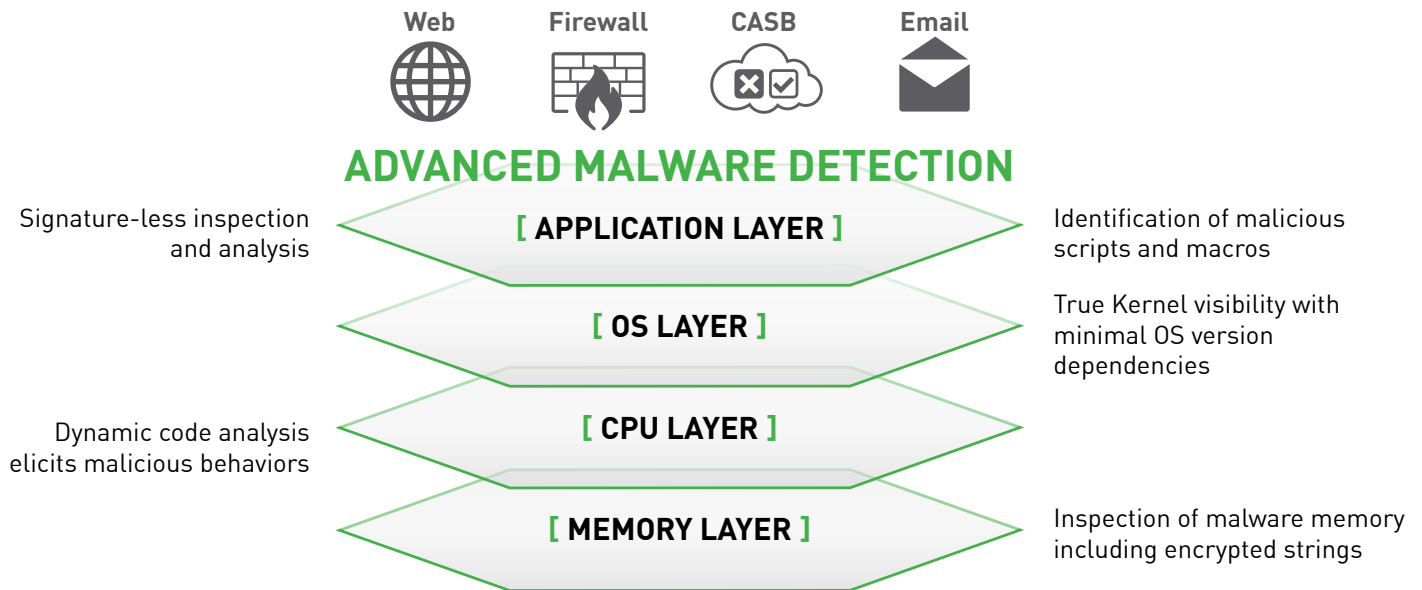 Web
Firewall
CASB
Email
ADVANCED MALWARE DETECTION
Signature-less inspection
and analysis
[ APPLICATION LAYER ]
Identification of malicious
scripts and macros
[ OS LAYER ]
True Kernel visibility with
minimal OS version
dependencies
Dynamic code analysis
elicits malicious behaviors
[ CPU LAYER ]
[ MEMORY LAYER ]
Inspection of malware memory
including encrypted strings